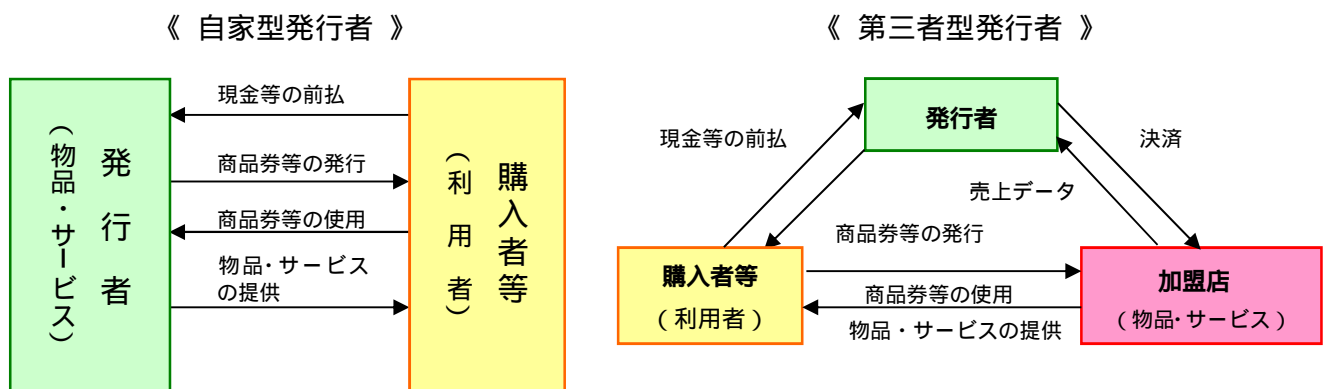 《 自家型発行者 》
発行者
（物品・サービス）
現金等の前払
商品券等の発行
商品券等の使用
物品・サービス
の提供
購入者等
（利用者）
《 第三者型発行者 》
発行者
現金等の前払
決済
売上データ
商品券等の発行
購入者等
（利用者）
商品券等の使用
物品・サービスの提供
加盟店
（物品・サービス）